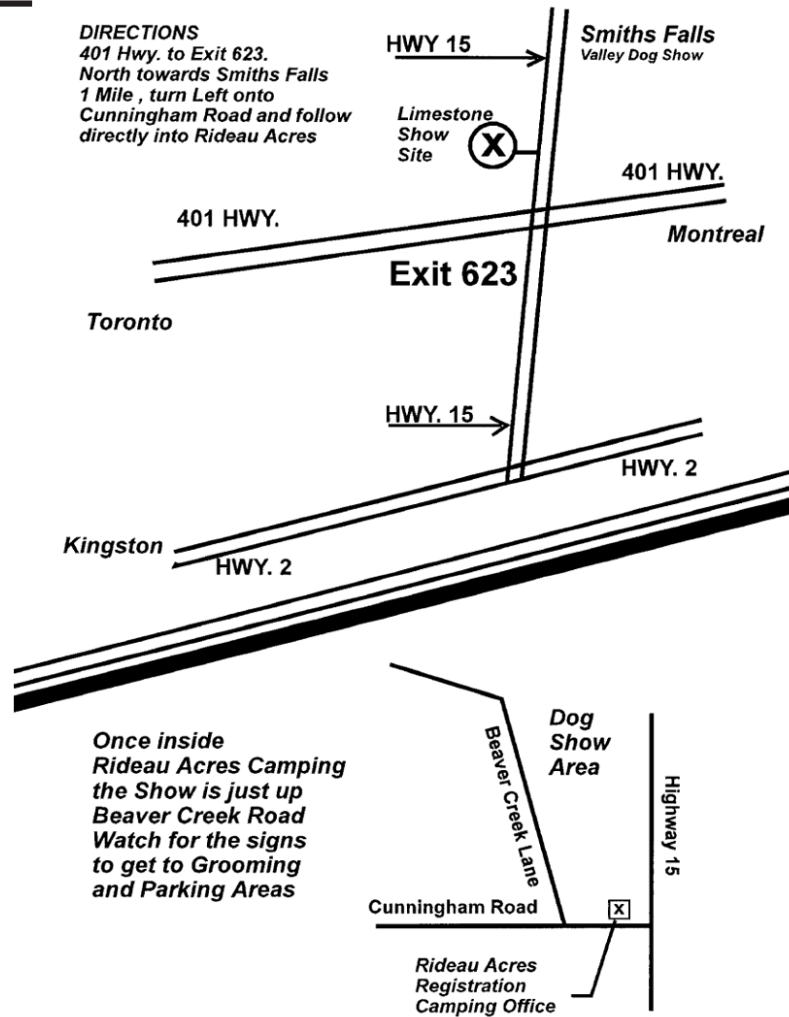 DIRECTIONS
401 Hwy. to Exit 623.
North towards Smiths Falls
1 Mile , turn Left onto
Cunningham Road and follow
directly into Rideau Acres
HWY 15
Smiths Falls
Valley Dog Show
Limestone
Show
Site
X
401 HWY.
401 HWY.
Montreal
Exit 623
Toronto
HWY. 15
HWY. 2
Kingston
HWY. 2
Once inside
Rideau Acres Camping
the Show is just up
Beaver Creek Road
Watch for the signs
to get to Grooming
and Parking Areas
Dog
Show
Area
Beaver Creek Lane
Highway 15
Cunningham Road
X
Rideau Acres
Registration
Camping Office